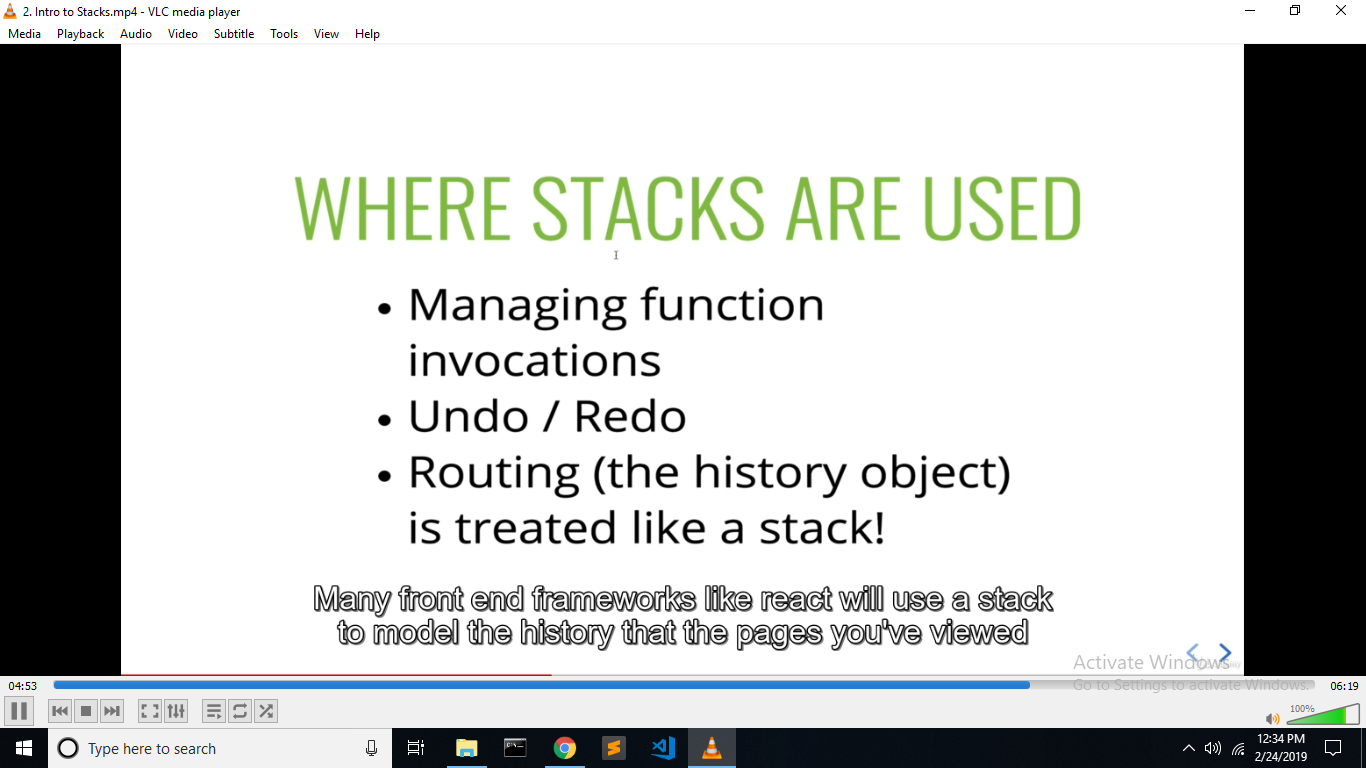 2. Intro to Stacks.mp4 - VLC media player
Media Playback Audio Video Subtitle Tools View Help
WHERE STACKS ARE USED
• Managing function
invocations
• Undo / Redo
• Routing (the history object)
is treated like a stack!
Many front end frameworks like react will use a stack
to model the history that the pages you've viewed
Activate Windows
Go to Settings to activate Windows.
04:53
06:19
100%
Type here to search
12:34 PM
2/24/2019